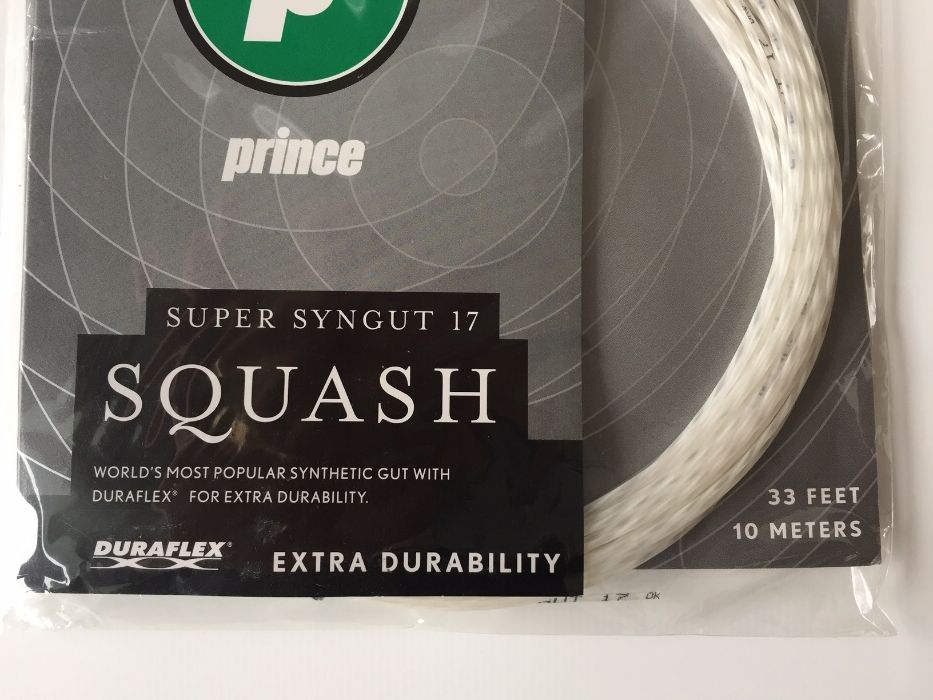 p
prince
SUPER SYNGUT 17
SQUASH
WORLD'S MOST POPULAR SYNTHETIC GUT WITH
DURAFLEX® FOR EXTRA DURABILITY.
DURAFLEX®
EXTRA DURABILITY
33 FEET
10 METERS
17